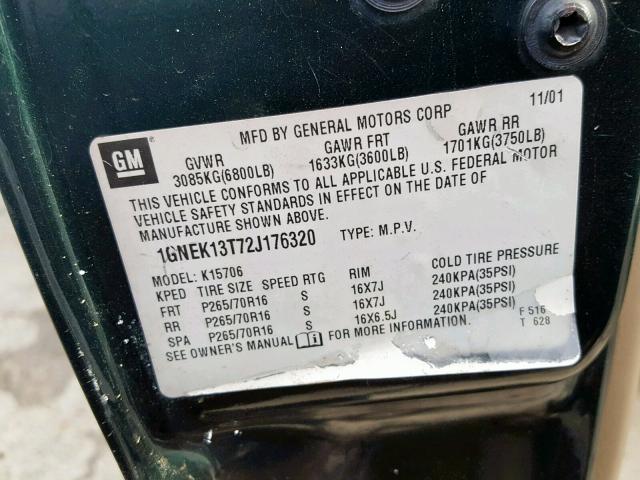 11/01
MFD BY GENERAL MOTORS CORP
GM
GVWR GAWR FRT GAWR RR
3085KG(6800LB) 1633KG(3600LB) 1701KG(3750LB)
THIS VEHICLE CONFORMS TO ALL APPLICABLE U.S. FEDERAL MOTOR
VEHICLE SAFETY STANDARDS IN EFFECT ON THE DATE OF
MANUFACTURE SHOWN ABOVE.
1GNEK13T72J176320 TYPE: M.P.V.
MODEL: K15706
KPED TIRE SIZE SPEED RTG RIM COLD TIRE PRESSURE
FRT P265/70R16 S 16X7J 240KPA(35PSI)
RR P265/70R16 S 16X7J 240KPA(35PSI)
SPA P265/70R16 S 16X6.5J 240KPA(35PSI)
SEE OWNER'S MANUAL FOR MORE INFORMATION.
F 516
T 628